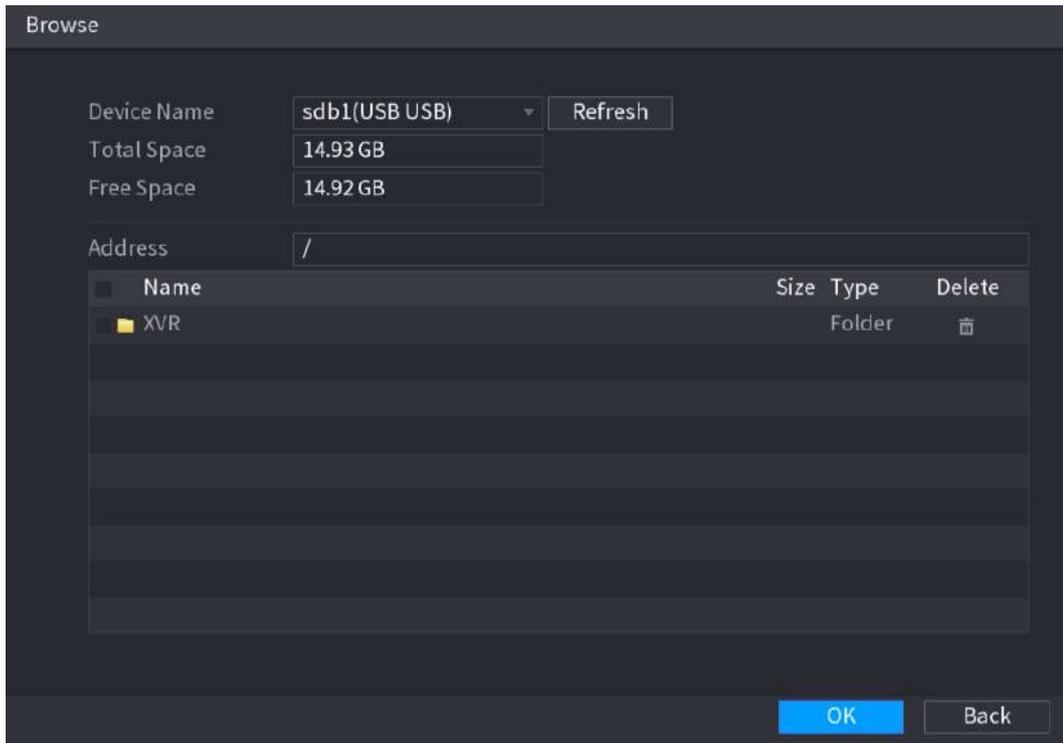 Browse
Device Name sdb1(USB USB) Refresh
Total Space 14.93 GB
Free Space 14.92 GB
Address /
Name Size Type Delete
XVR Folder
OK Back